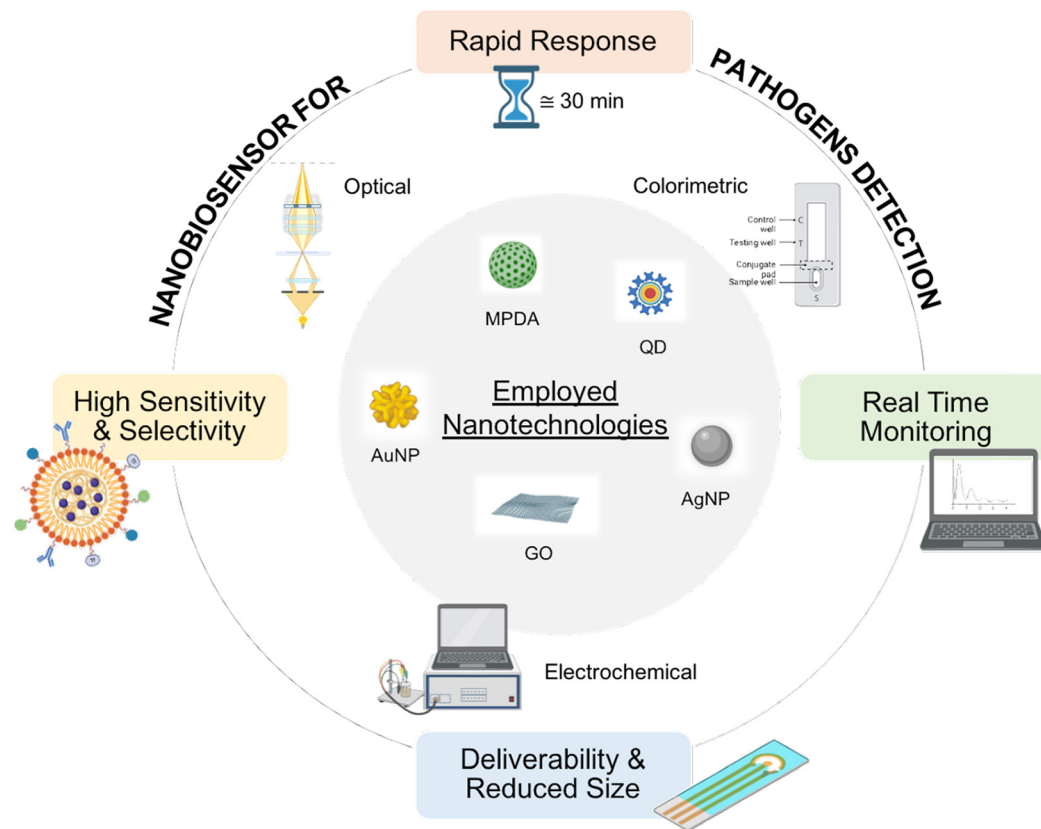 Rapid Response
≅ 30 min
NANOBIOSENSOR FOR
PATHOGENS DETECTION
Optical
Colorimetric
Control
well
C
Testing well
T
Conjugate
pad
Sample well
S
MPDA
QD
High Sensitivity
& Selectivity
Employed
Nanotechnologies
Real Time
Monitoring
AuNP
AgNP
GO
Electrochemical
Deliverability &
Reduced Size